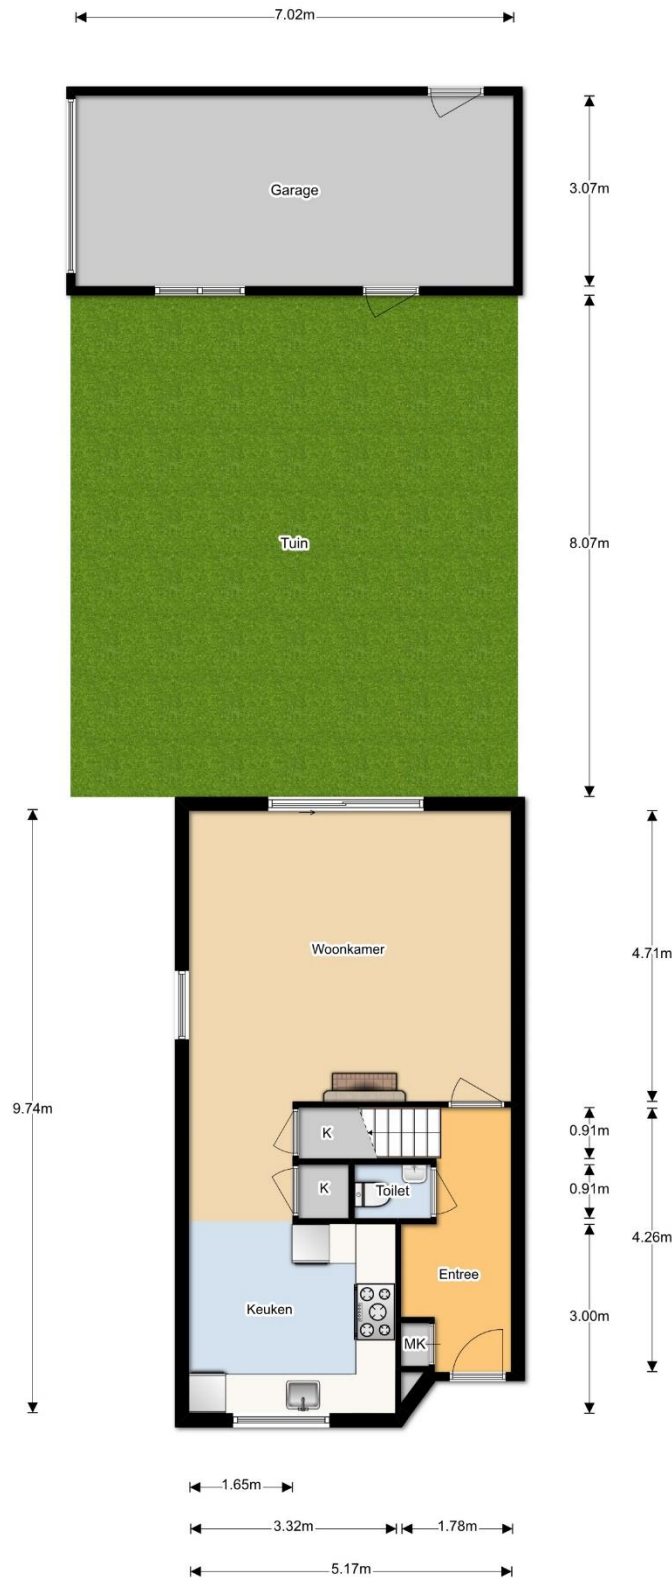 7.02m
Garage
3.07m
Tuin
8.07m
Woonkamer
4.71m
9.74m
K
0.91m
K
Toilet
0.91m
4.26m
Entree
Keuken
3.00m
MK
1.65m
3.32m
1.78m
5.17m